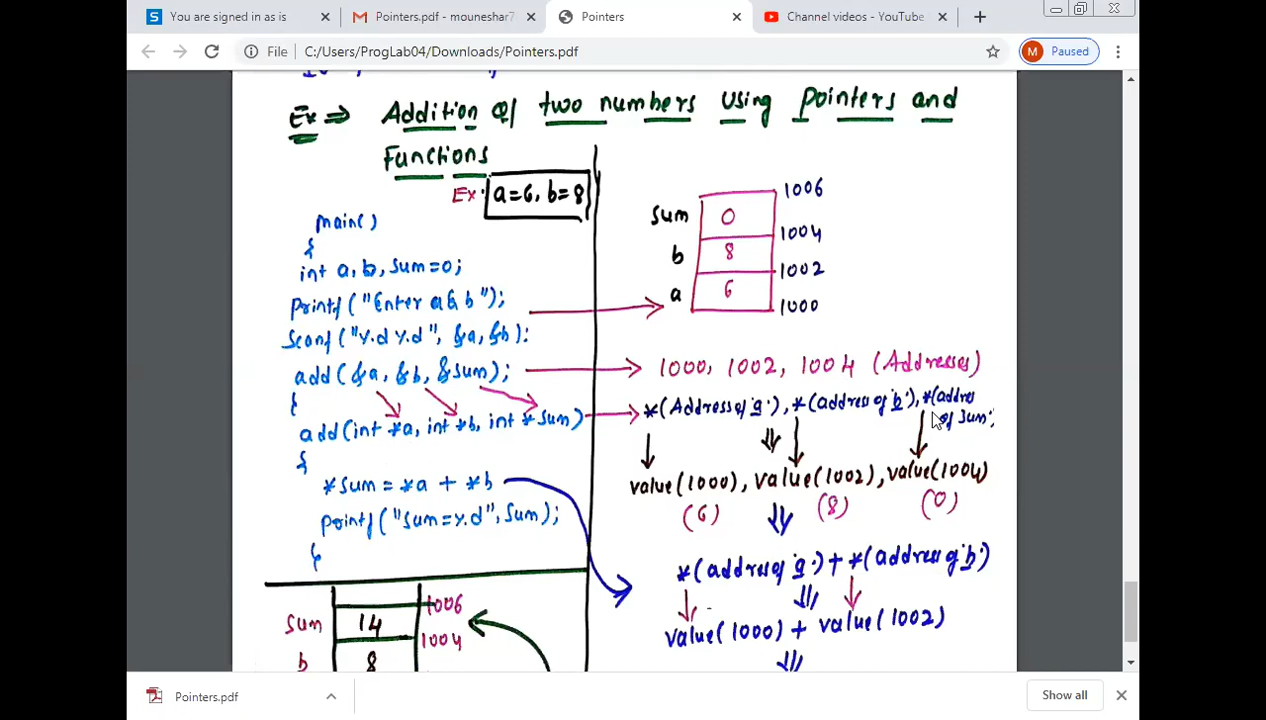 You are signed in as is
Pointers.pdf - mouneshar7
Pointers
Channel videos - YouTube
File C:/Users/ProgLab04/Downloads/Pointers.pdf
M Paused
Ex ⇒ Addition of two numbers using pointers and
Functions
Ex: a=6, b=8
main()
{
int a, b, sum=0;
printf ("Enter a & b");
Scanf ("%d %d", &a, &b);
add (&a, &b, &sum);
}
add (int *a, int *b, int *sum)
{
*sum = *a + *b
printf ("sum=%d", sum);
}
sum 14 1006
1004
b 8
1006
sum 0
1004
b 8
1002
a 6
1000
1000, 1002, 1004 (Addresses)
*(Address of 'a'), *(address of 'b'), *(addres
of sum;
value(1000), value(1002), value(1004)
(6) (8) (0)
*(address of 'a') + *(address of 'b')
value(1000) + value(1002)
Pointers.pdf
Show all